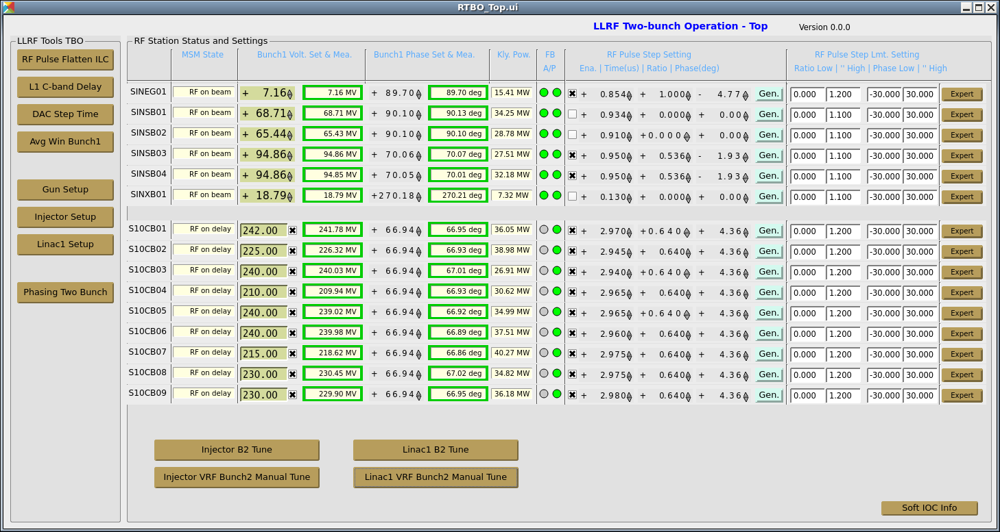 RTBO_Top.ui
LLRF Two-bunch Operation - Top Version 0.0.0
LLRF Tools TBO
RF Pulse Flatten ILC
L1 C-band Delay
DAC Step Time
Avg Win Bunch1
Gun Setup
Injector Setup
Linac1 Setup
Phasing Two Bunch
RF Station Status and Settings
MSM State Bunch1 Volt. Set & Mea. Bunch1 Phase Set & Mea. Kly. Pow. FB RF Pulse Step Setting RF Pulse Step Lmt. Setting
A/P Ena. | Time(us) | Ratio | Phase(deg) Ratio Low | '' High | Phase Low | '' High
SINEG01 RF on beam + 7.16 7.16 MV + 89.70 89.70 deg 15.41 MW + 0.854 + 1.000 - 4.77 Gen. 0.000 1.200 -30.000 30.000 Expert
SINSB01 RF on beam + 68.71 68.71 MV + 90.10 90.13 deg 34.25 MW + 0.934 + 0.000 + 0.00 Gen. 0.000 1.100 -30.000 30.000 Expert
SINSB02 RF on beam + 65.44 65.43 MV + 90.10 90.10 deg 28.78 MW + 0.910 +0.000 + 0.00 Gen. 0.000 1.100 -30.000 30.000 Expert
SINSB03 RF on beam + 94.86 94.86 MV + 70.06 70.07 deg 27.51 MW + 0.950 + 0.536 - 1.93 Gen. 0.000 1.100 -30.000 30.000 Expert
SINSB04 RF on beam + 94.86 94.85 MV + 70.05 70.01 deg 32.18 MW + 0.950 + 0.536 - 1.93 Gen. 0.000 1.100 -30.000 30.000 Expert
SINXB01 RF on beam + 18.79 18.79 MV +270.18 270.21 deg 7.32 MW + 0.130 + 0.000 + 0.00 Gen. 0.000 1.100 -30.000 30.000 Expert
S10CB01 RF on delay 242.00 241.78 MV + 66.94 66.95 deg 36.05 MW + 2.970 +0.640 + 4.36 Gen. 0.000 1.200 -30.000 30.000 Expert
S10CB02 RF on delay 225.00 226.32 MV + 66.94 66.93 deg 38.98 MW + 2.945 + 0.640 + 4.36 Gen. 0.000 1.200 -30.000 30.000 Expert
S10CB03 RF on delay 240.00 240.03 MV + 66.94 67.01 deg 26.91 MW + 2.940 +0.640 + 4.36 Gen. 0.000 1.200 -30.000 30.000 Expert
S10CB04 RF on delay 210.00 209.94 MV + 66.94 66.93 deg 30.62 MW + 2.965 + 0.640 + 4.36 Gen. 0.000 1.200 -30.000 30.000 Expert
S10CB05 RF on delay 240.00 239.02 MV + 66.94 66.92 deg 34.99 MW + 2.965 +0.640 + 4.36 Gen. 0.000 1.200 -30.000 30.000 Expert
S10CB06 RF on delay 240.00 239.98 MV + 66.94 66.89 deg 37.51 MW + 2.960 + 0.640 + 4.36 Gen. 0.000 1.200 -30.000 30.000 Expert
S10CB07 RF on delay 215.00 218.62 MV + 66.94 66.86 deg 40.27 MW + 2.975 + 0.640 + 4.36 Gen. 0.000 1.200 -30.000 30.000 Expert
S10CB08 RF on delay 230.00 230.45 MV + 66.94 67.02 deg 34.82 MW + 2.975 + 0.640 + 4.36 Gen. 0.000 1.200 -30.000 30.000 Expert
S10CB09 RF on delay 230.00 229.90 MV + 66.94 66.95 deg 36.18 MW + 2.980 + 0.640 + 4.36 Gen. 0.000 1.200 -30.000 30.000 Expert
Injector B2 Tune Linac1 B2 Tune
Injector VRF Bunch2 Manual Tune Linac1 VRF Bunch2 Manual Tune
Soft IOC Info